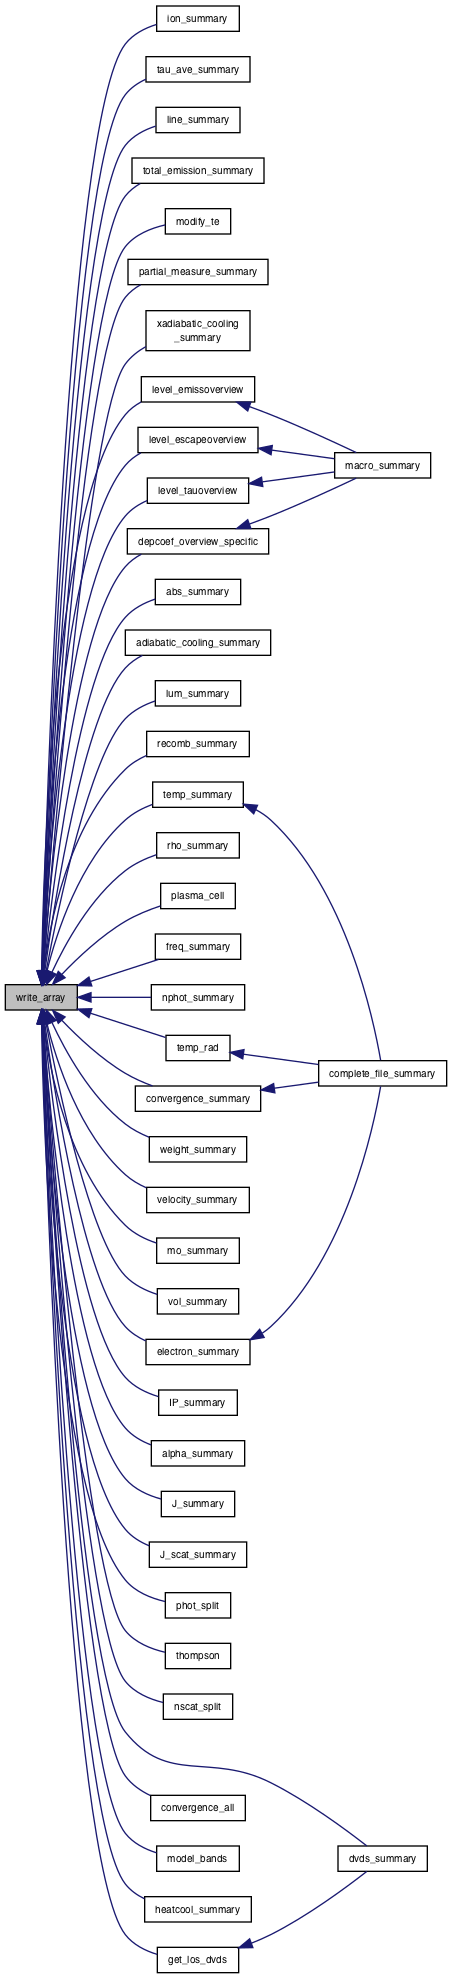 ion_summary
tau_ave_summary
line_summary
total_emission_summary
modify_te
partial_measure_summary
xadiabatic_cooling
_summary
level_emissoverview
level_escapeoverview
macro_summary
level_tauoverview
depcoef_overview_specific
abs_summary
adiabatic_cooling_summary
lum_summary
recomb_summary
temp_summary
rho_summary
plasma_cell
freq_summary
write_array
nphot_summary
temp_rad
complete_file_summary
convergence_summary
weight_summary
velocity_summary
mo_summary
vol_summary
electron_summary
IP_summary
alpha_summary
J_summary
J_scat_summary
phot_split
thompson
nscat_split
convergence_all
model_bands
dvds_summary
heatcool_summary
get_los_dvds